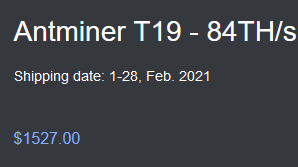 Antminer T19 - 84TH/s
Shipping date: 1-28, Feb. 2021
$1527.00